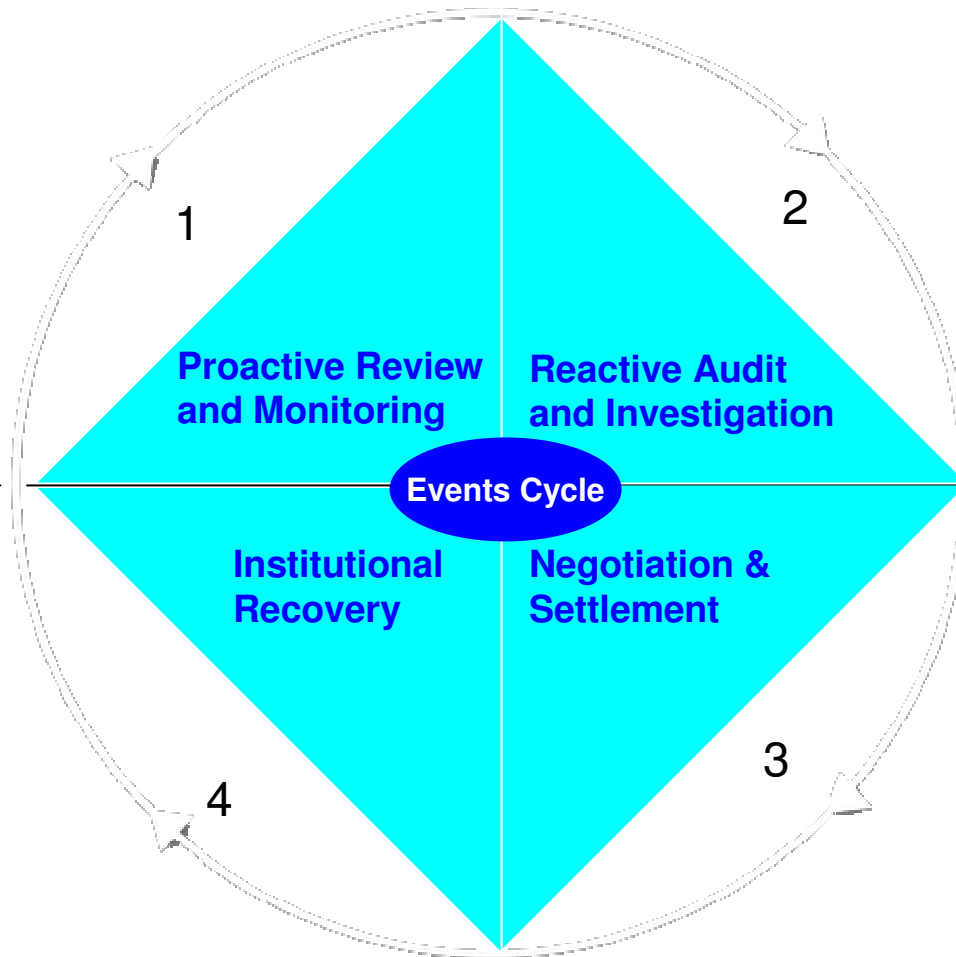 1
2
Proactive Review
and Monitoring
Reactive Audit
and Investigation
Events Cycle
Institutional
Recovery
Negotiation &
Settlement
3
4